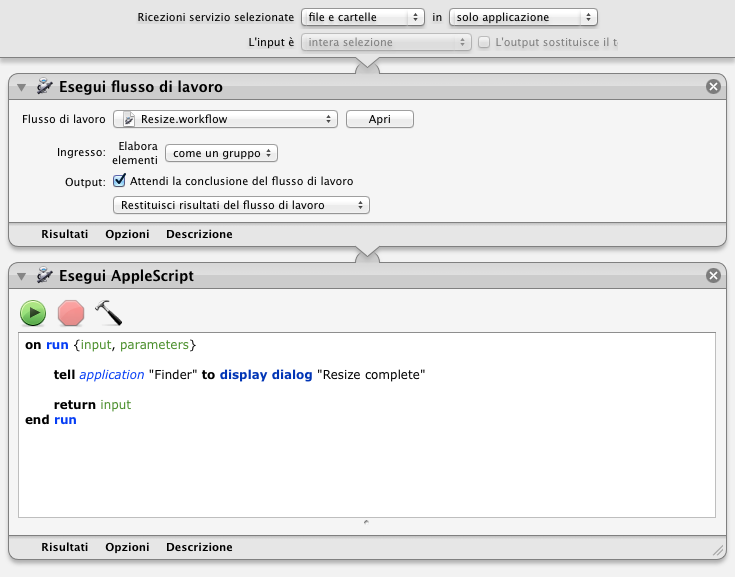 Ricezioni servizio selezionate file e cartelle in solo applicazione
L'input è intera selezione L'output sostituisce il t
Esegui flusso di lavoro
Flusso di lavoro Resize.workflow Apri
Ingresso: Elabora elementi come un gruppo
Output: Attendi la conclusione del flusso di lavoro
Restituisci risultati del flusso di lavoro
Risultati Opzioni Descrizione
Esegui AppleScript
on run {input, parameters}
tell application "Finder" to display dialog "Resize complete"
return input
end run
Risultati Opzioni Descrizione